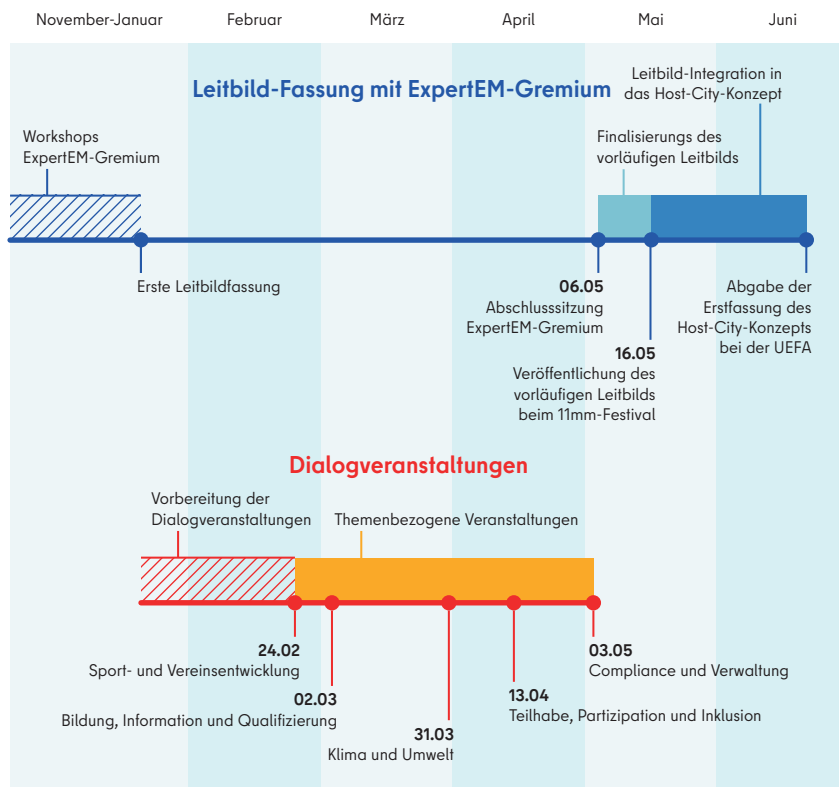 November-Januar
Februar
März
April
Mai
Juni
Leitbild-Fassung mit ExpertEM-Gremium
Leitbild-Integration in
das Host-City-Konzept
Workshops
ExpertEM-Gremium
Finalisierungs des
vorläufigen Leitbilds
Erste Leitbildfassung
06.05
Abschlusssitzung
ExpertEM-Gremium
16.05
Veröffentlichung des
vorläufigen Leitbilds
beim 11mm-Festival
Abgabe der
Erstfassung des
Host-City-Konzepts
bei der UEFA
Dialogveranstaltungen
Vorbereitung der
Dialogveranstaltungen
Themenbezogene Veranstaltungen
24.02
Sport- und Vereinsentwicklung
02.03
Bildung, Information und Qualifizierung
31.03
Klima und Umwelt
13.04
Teilhabe, Partizipation und Inklusion
03.05
Compliance und Verwaltung